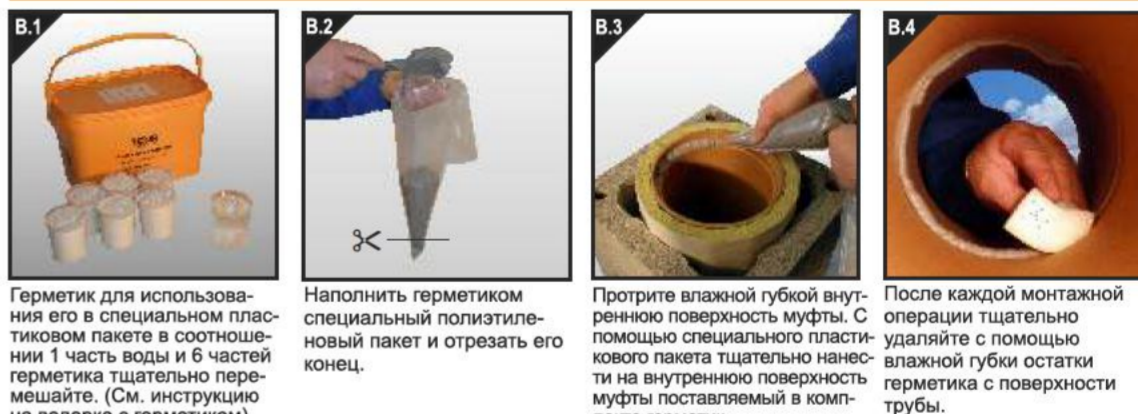 B.1
Герметик для использова-
ния его в специальном плас-
тиковом пакете в соотноше-
нии 1 часть воды и 6 частей
герметика тщательно пере-
мешайте. (См. инструкцию
B.2
Наполнить герметиком
специальный полиэтиле-
новый пакет и отрезать его
конец.
B.3
Протрите влажной губкой внут-
реннюю поверхность муфты. С
помощью специального пласти-
кового пакета тщательно нанес-
ти на внутреннюю поверхность
муфты поставляемый в комп-
B.4
После каждой монтажной
операции тщательно
удаляйте с помощью
влажной губки остатки
герметика с поверхности
трубы.